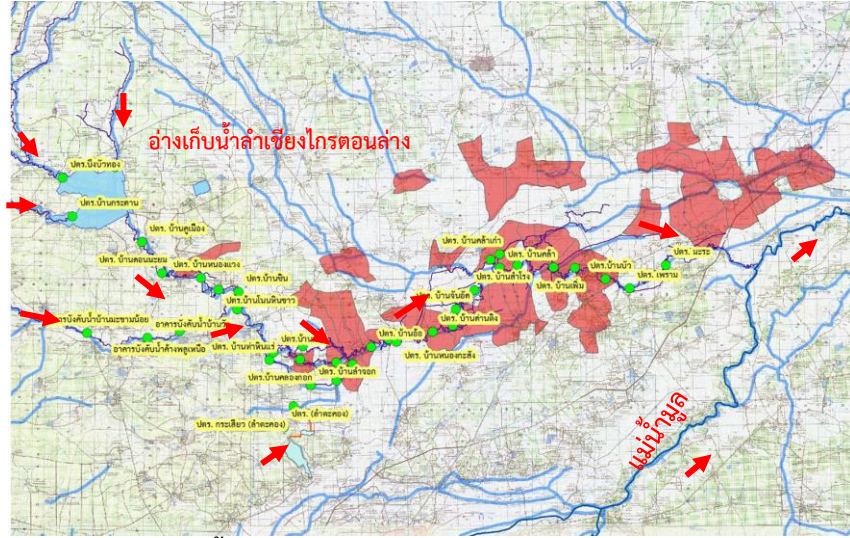 อ่างเก็บน้ำลำเชียงไกรตอนล่าง
ปตร.บึงบัวทอง
ปตร.บ้านกระดาน
ปตร. บ้านคูเมือง
ปตร. บ้านดอนมะยม
ปตร. บ้านหนองแวง
ปตร.บ้านซึม
ปตร.บ้านโนนหินขาว
อาคารบังคับน้ำบ้านมะขามน้อย
อาคารบังคับน้ำบ้าน
อาคารบังคับน้ำค้างพลูเหนือ
ปตร. บ้านท่าหินแร่
ปตร.บ้าน
ปตร. บ้านลำจอก
ปตร.บ้านคลองกอก
ปตร. (ลำตะคอง)
ปตร. กระเสียว (ลำตะคอง)
ปตร. บ้านคล้าเก่า
ปตร. บ้านคล้า
ปตร. บ้านสำโรง
ปตร. บ้านจันอัด
ปตร. บ้านเพิ่ม
ปตร.บ้านบัว
ปตร. เพราม
ปตร. มะระ
ปตร. บ้านด่านติง
ปตร. บ้านอ้อ
ปตร. บ้านหนองกะสัง
แม่น้ำมูล